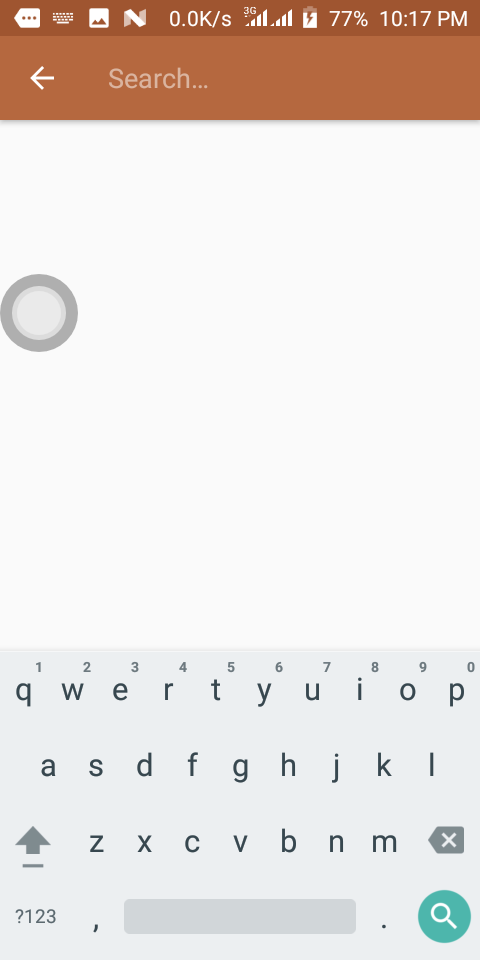 0.0K/s 3G 77% 10:17 PM
Search...
1 2 3 4 5 6 7 8 9 0
q w e r t y u i o p
a s d f g h j k l
z x c v b n m
?123 , .